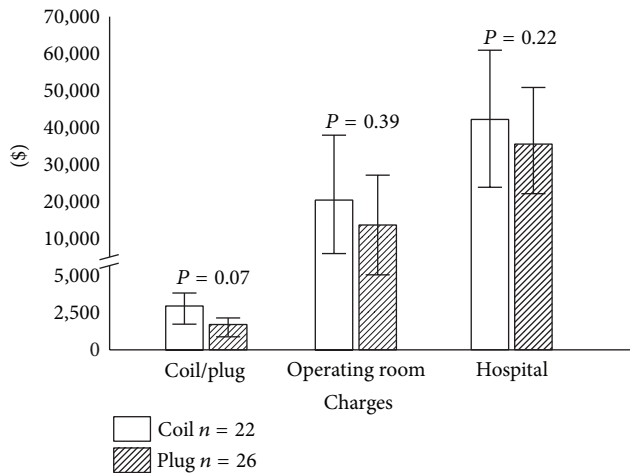 70,000
60,000
50,000
40,000
30,000
20,000
10,000
5,000
2,500
0
($)
P = 0.07
P = 0.39
P = 0.22
Coil/plug
Operating room
Hospital
Charges
Coil n = 22
Plug n = 26